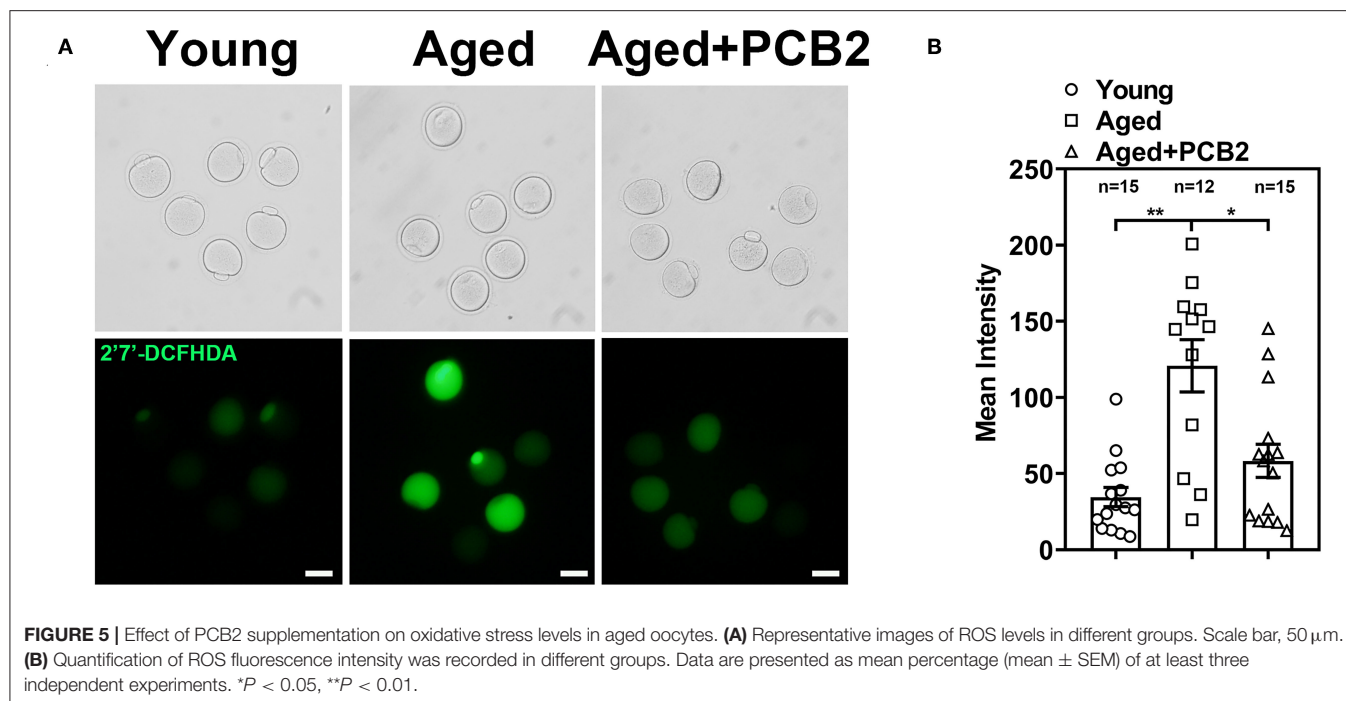 A
Young
Aged
Aged+PCB2
2'7'-DCFHDA
B
Young
Aged
Aged+PCB2
250
n=15
n=12
n=15
**
*
200
150
100
50
0
Mean Intensity
FIGURE 5 | Effect of PCB2 supplementation on oxidative stress levels in aged oocytes. (A) Representative images of ROS levels in different groups. Scale bar, 50 μm.
(B) Quantification of ROS fluorescence intensity was recorded in different groups. Data are presented as mean percentage (mean ± SEM) of at least three
independent experiments. *P < 0.05, **P < 0.01.